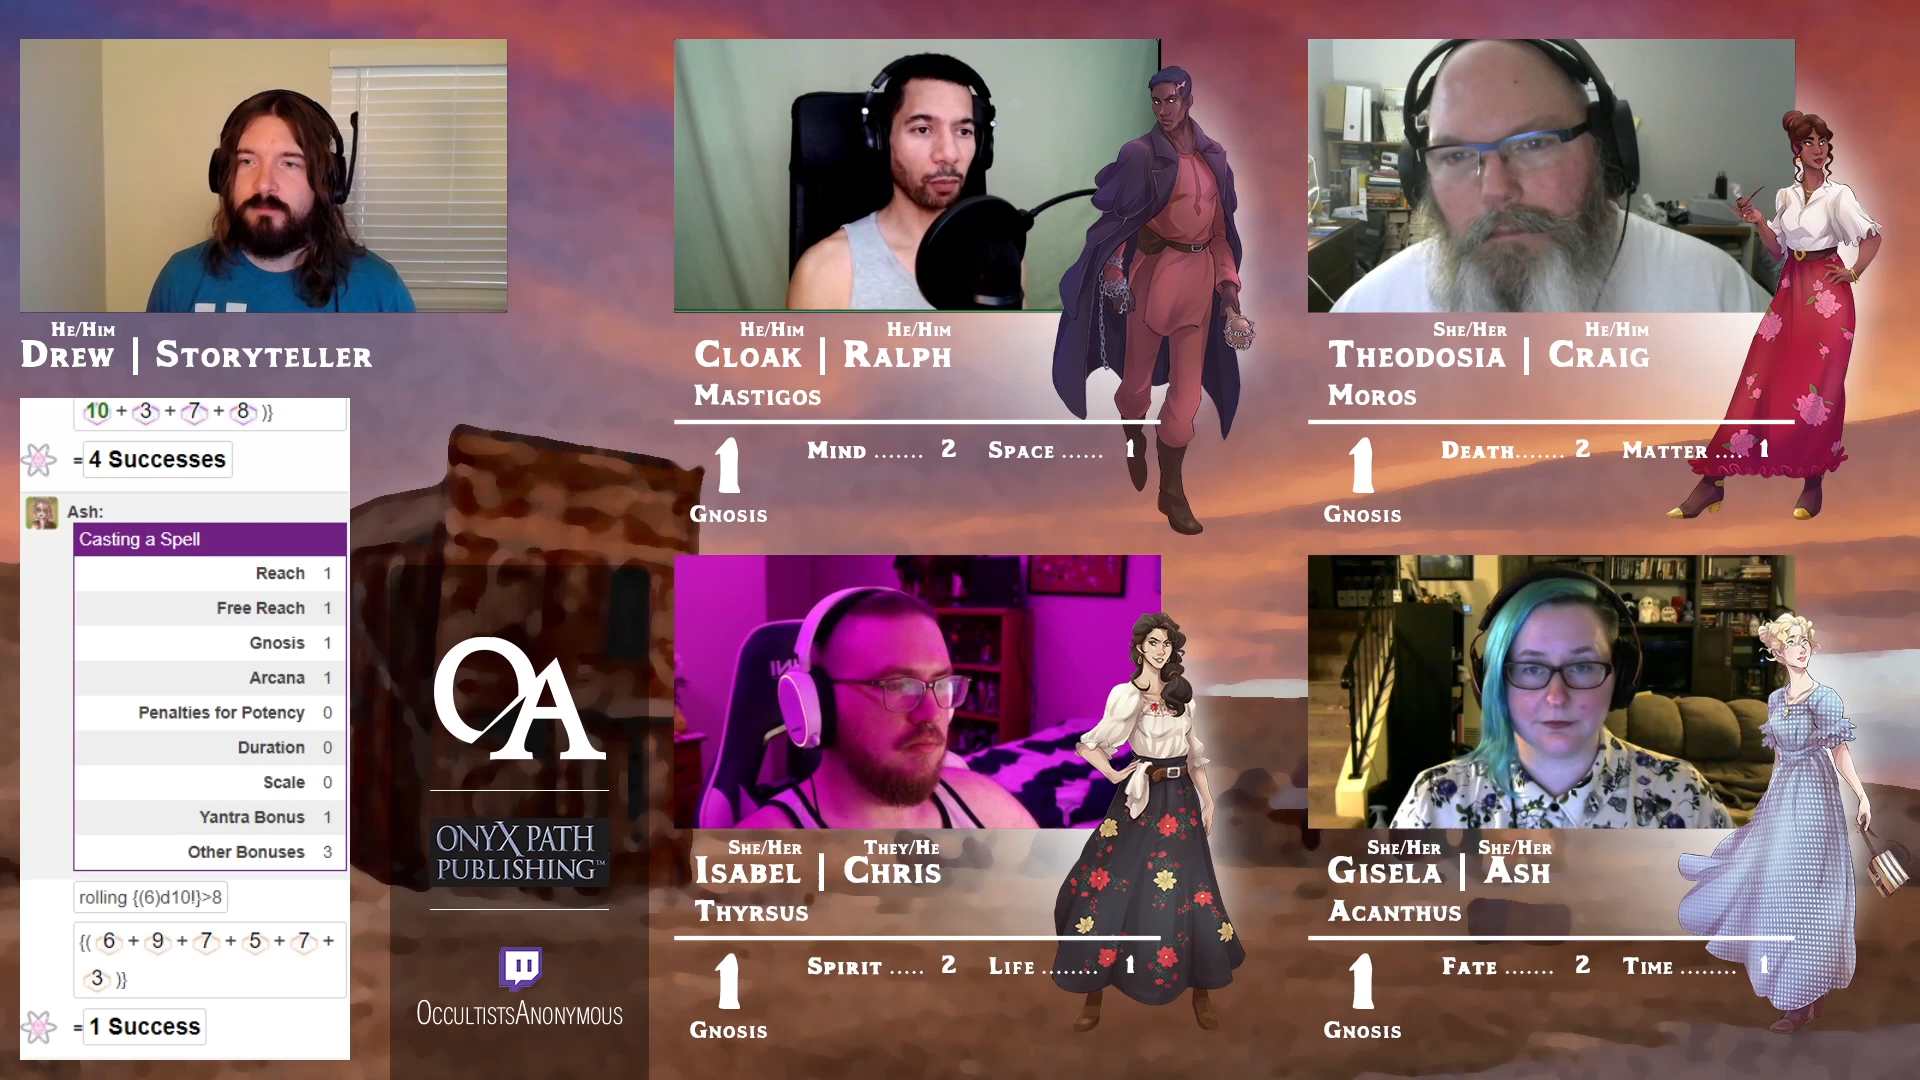 He/Him
Drew | Storyteller
He/Him He/Him
Cloak | Ralph
Mastigos
1
Gnosis
Mind ....... 2 Space ...... 1
She/Her He/Him
Theodosia | Craig
Moros
1
Gnosis
Death....... 2 Matter .... 1
10 + 3 + 7 + 8 )}
= 4 Successes
Ash:
Casting a Spell
Reach 1
Free Reach 1
Gnosis 1
Arcana 1
Penalties for Potency 0
Duration 0
Scale 0
Yantra Bonus 1
Other Bonuses 3
rolling {(6)d10!}>8
{( 6 + 9 + 7 + 5 + 7 +
3 )}
= 1 Success
OA
Onyx Path
Publishing™
OccultistsAnonymous
She/Her They/He
Isabel | Chris
Thyrsus
1
Gnosis
Spirit ..... 2 Life ........ 1
She/Her She/Her
Gisela | Ash
Acanthus
1
Gnosis
Fate ....... 2 Time ........ 1